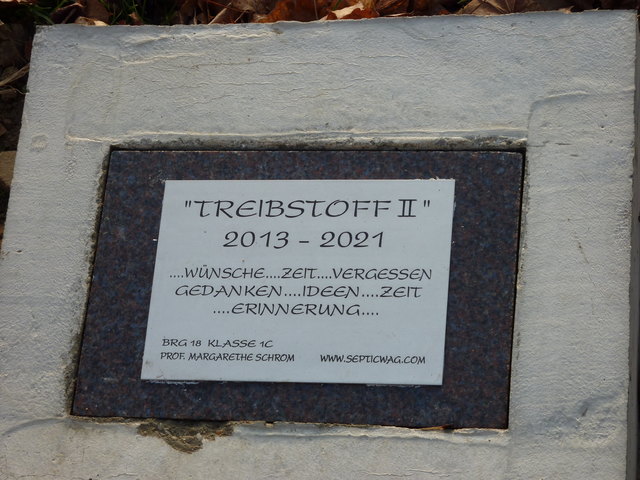 "TREIBSTOFF II"
2013 - 2021
....WÜNSCHE....ZEIT....VERGESSEN
GEDANKEN....IDEEN....ZEIT
....ERINNERUNG....
BRG 18 KLASSE 1C
PROF. MARGARETHE SCHROM WWW.SEPTICWAG.COM